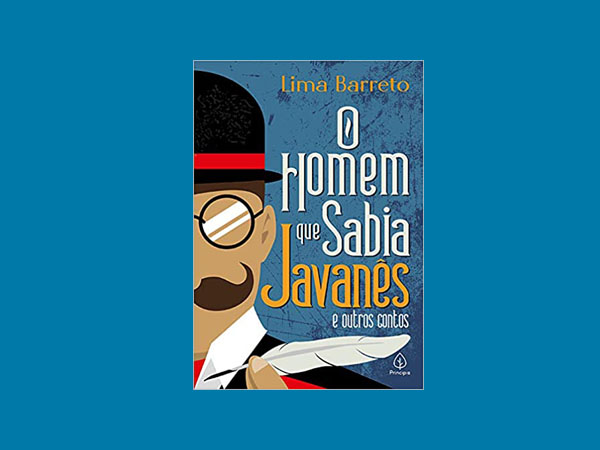 Lima Barreto
O
Homem
que Sabia
Javanês
e outros contos
Principis